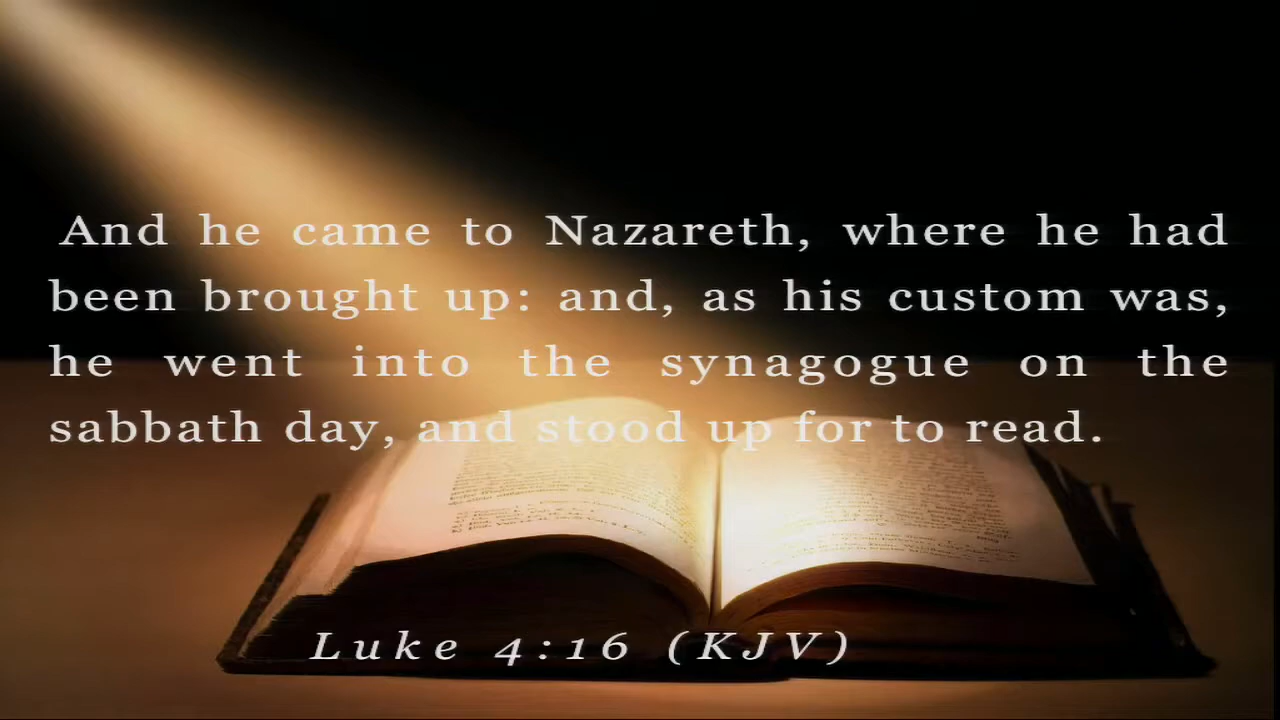 And he came to Nazareth, where he had
been brought up: and, as his custom was,
he went into the synagogue on the
sabbath day, and stood up for to read.
Luke 4:16 (KJV)